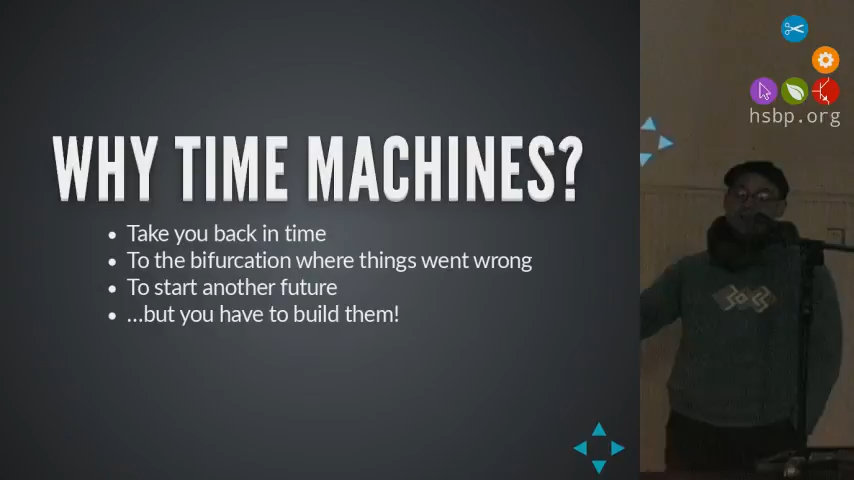 WHY TIME MACHINES?
Take you back in time
To the bifurcation where things went wrong
To start another future
...but you have to build them!
hsbp.org